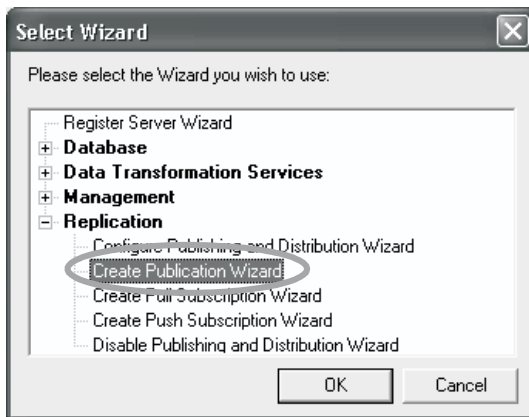 Select Wizard
Please select the Wizard you wish to use:
Register Server Wizard
Database
Data Transformation Services
Management
Replication
Configure Publishing and Distribution Wizard
Create Publication Wizard
Create Pull Subscription Wizard
Create Push Subscription Wizard
Disable Publishing and Distribution Wizard
OK
Cancel